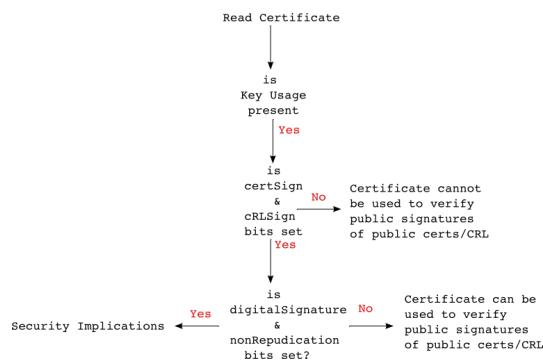 Read Certificate
is
Key Usage
present
Yes
is
certSign
&
cRLSign
bits set
No
Certificate cannot
be used to verify
public signatures
of public certs/CRL
Yes
is
digitalSignature
&
nonRepudication
bits set?
Yes
Security Implications
No
Certificate can be
used to verify
public signatures
of public certs/CRL